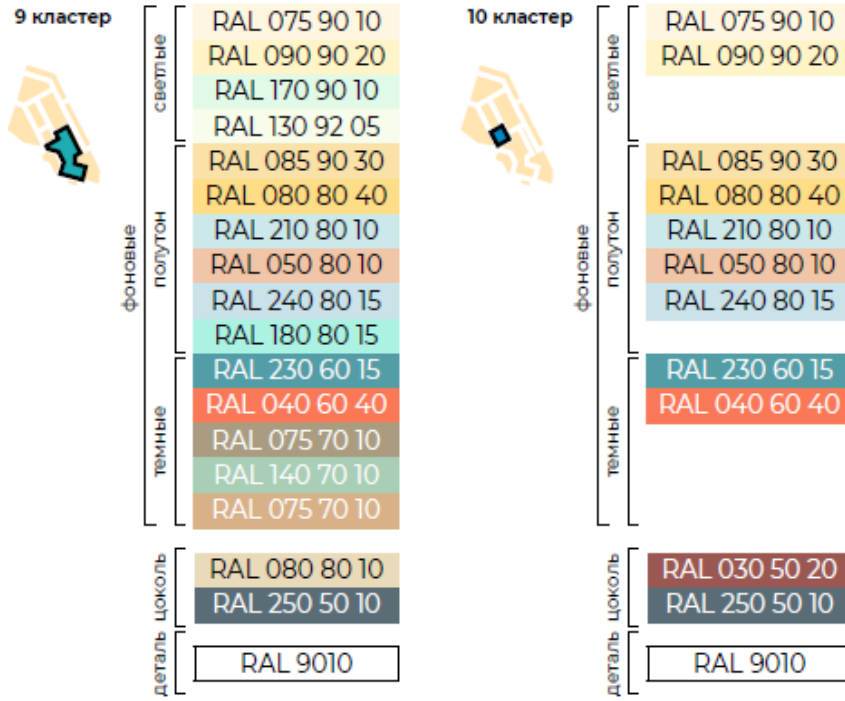 9 кластер
фоновые
светлые
RAL 075 90 10
RAL 090 90 20
RAL 170 90 10
RAL 130 92 05
полутон
RAL 085 90 30
RAL 080 80 40
RAL 210 80 10
RAL 050 80 10
RAL 240 80 15
RAL 180 80 15
темные
RAL 230 60 15
RAL 040 60 40
RAL 075 70 10
RAL 140 70 10
RAL 075 70 10
цоколь
RAL 080 80 10
RAL 250 50 10
деталь
RAL 9010
10 кластер
фоновые
светлые
RAL 075 90 10
RAL 090 90 20
полутон
RAL 085 90 30
RAL 080 80 40
RAL 210 80 10
RAL 050 80 10
RAL 240 80 15
темные
RAL 230 60 15
RAL 040 60 40
цоколь
RAL 030 50 20
RAL 250 50 10
деталь
RAL 9010